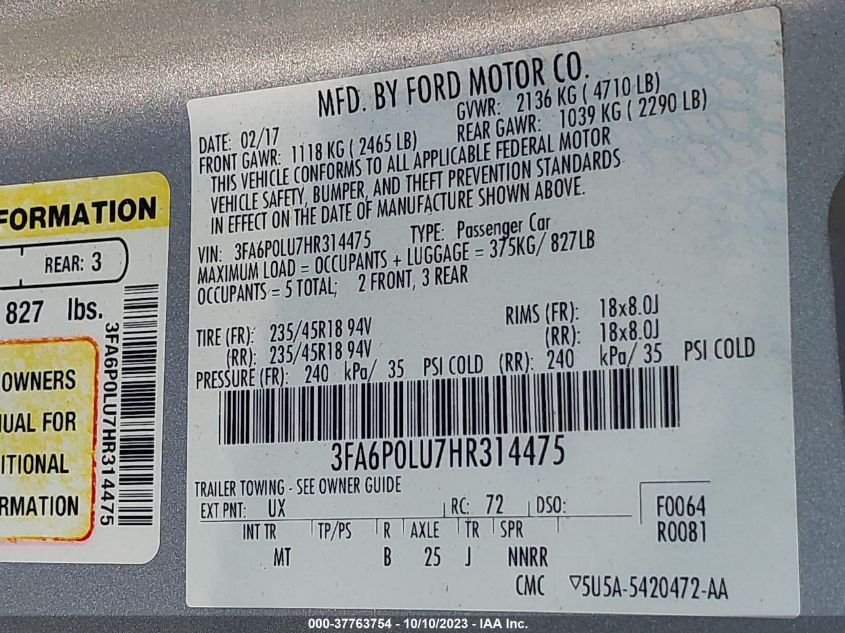 MFD. BY FORD MOTOR CO.
DATE: 02/17 GVWR: 2136 KG ( 4710 LB)
FRONT GAWR: 1118 KG ( 2465 LB) REAR GAWR: 1039 KG ( 2290 LB)
THIS VEHICLE CONFORMS TO ALL APPLICABLE FEDERAL MOTOR
VEHICLE SAFETY, BUMPER, AND THEFT PREVENTION STANDARDS
IN EFFECT ON THE DATE OF MANUFACTURE SHOWN ABOVE.
VIN: 3FA6P0LU7HR314475 TYPE: Passenger Car
MAXIMUM LOAD = OCCUPANTS + LUGGAGE = 375KG/ 827LB
OCCUPANTS = 5 TOTAL; 2 FRONT, 3 REAR
TIRE (FR): 235/45R18 94V RIMS (FR): 18x8.0J
(RR): 235/45R18 94V (RR): 18x8.0J
PRESSURE (FR): 240 kPa/ 35 PSI COLD (RR): 240 kPa/ 35 PSI COLD
3FA6P0LU7HR314475
TRAILER TOWING - SEE OWNER GUIDE
EXT PNT: UX RC: 72 DSO: F0064
R0081
INT TR TP/PS R AXLE TR SPR
MT B 25 J NNRR
CMC ▽5U5A-5420472-AA
FORMATION
REAR: 3
827 lbs.
3FA6P0LU7HR314475
OWNERS
UAL FOR
ITIONAL
RMATION
000-37763754 - 10/10/2023 - IAA Inc.